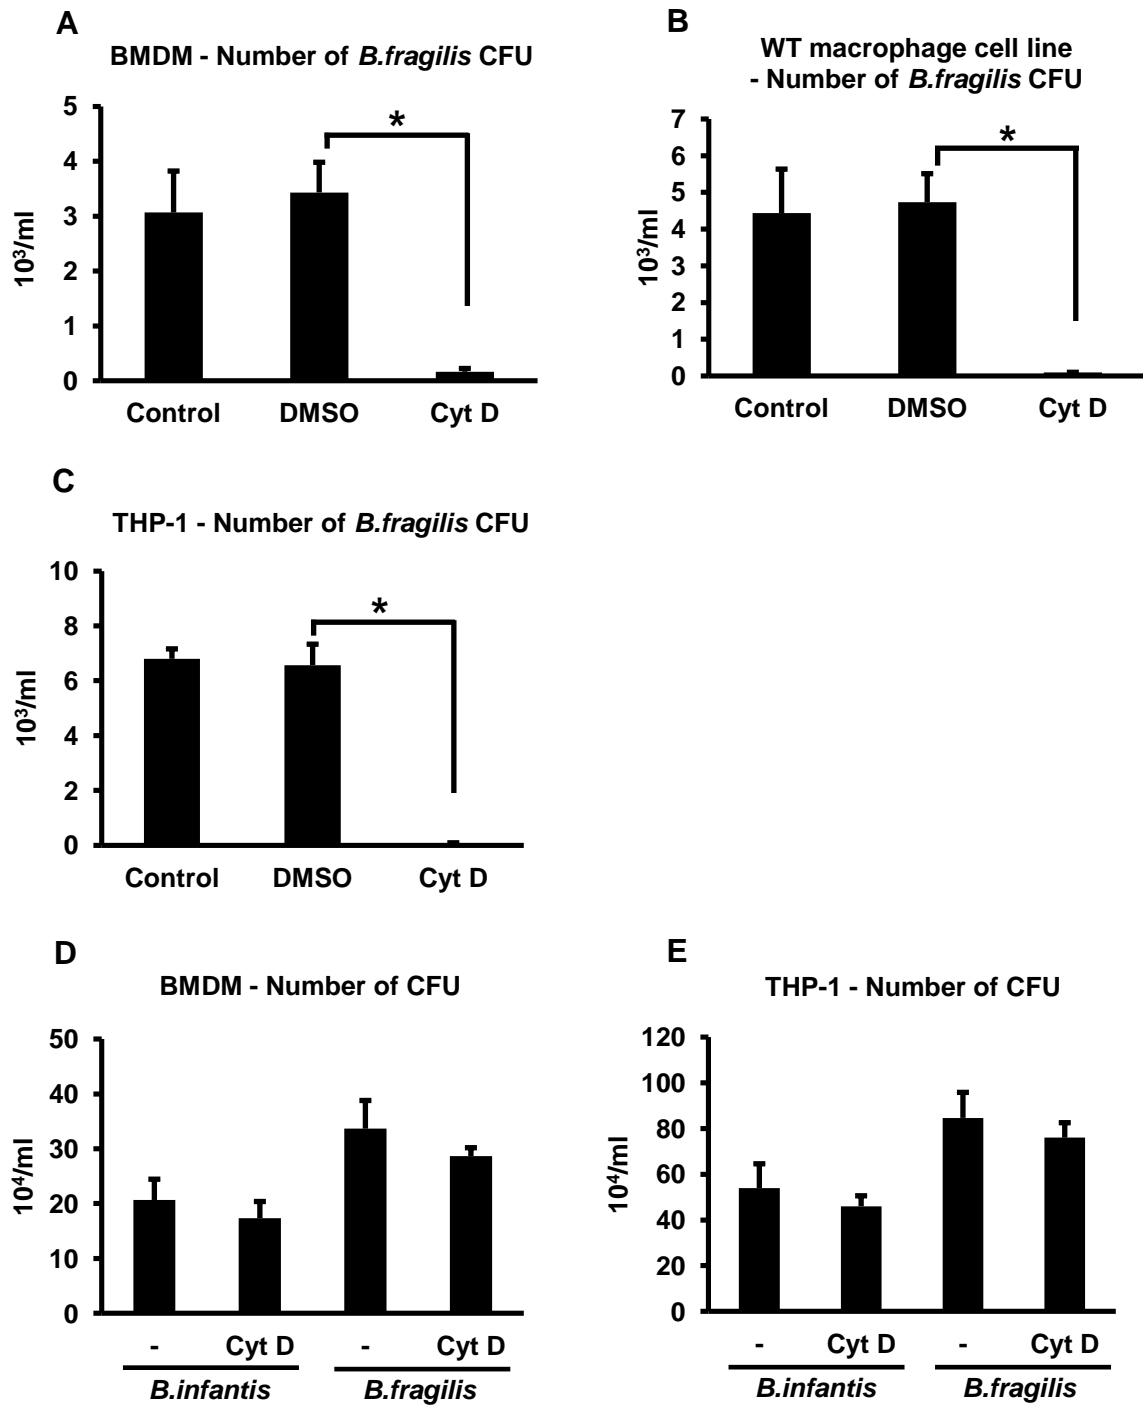 A
BMDM - Number of B.fragilis CFU
5
4
3
2
1
0
10³/ml
*
Control DMSO Cyt D
B
WT macrophage cell line
- Number of B.fragilis CFU
7
6
5
4
3
2
1
0
10³/ml
*
Control DMSO Cyt D
C
THP-1 - Number of B.fragilis CFU
10
8
6
4
2
0
10³/ml
*
Control DMSO Cyt D
D
BMDM - Number of CFU
50
40
30
20
10
0
10⁴/ml
- Cyt D - Cyt D
B.infantis B.fragilis
E
THP-1 - Number of CFU
120
100
80
60
40
20
0
10⁴/ml
- Cyt D - Cyt D
B.infantis B.fragilis